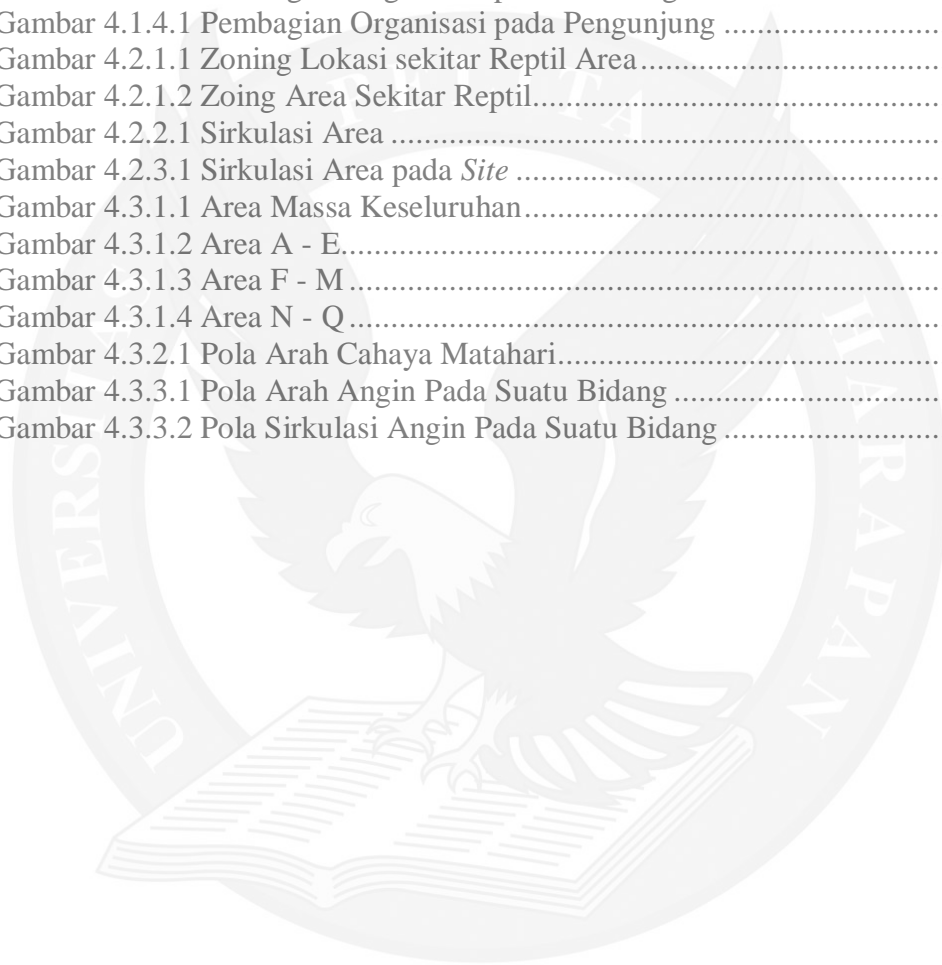 Gambar 4.1.4.1 Pembagian Organisasi pada Pengunjung ............................
Gambar 4.2.1.1 Zoning Lokasi sekitar Reptil Area.......................................
Gambar 4.2.1.2 Zoing Area Sekitar Reptil.....................................................
Gambar 4.2.2.1 Sirkulasi Area .......................................................................
Gambar 4.2.3.1 Sirkulasi Area pada Site .......................................................
Gambar 4.3.1.1 Area Massa Keseluruhan......................................................
Gambar 4.3.1.2 Area A - E.............................................................................
Gambar 4.3.1.3 Area F - M ............................................................................
Gambar 4.3.1.4 Area N - Q ............................................................................
Gambar 4.3.2.1 Pola Arah Cahaya Matahari.................................................
Gambar 4.3.3.1 Pola Arah Angin Pada Suatu Bidang ..................................
Gambar 4.3.3.2 Pola Sirkulasi Angin Pada Suatu Bidang ............................
UNIVERSITAS PELITA HARAPAN